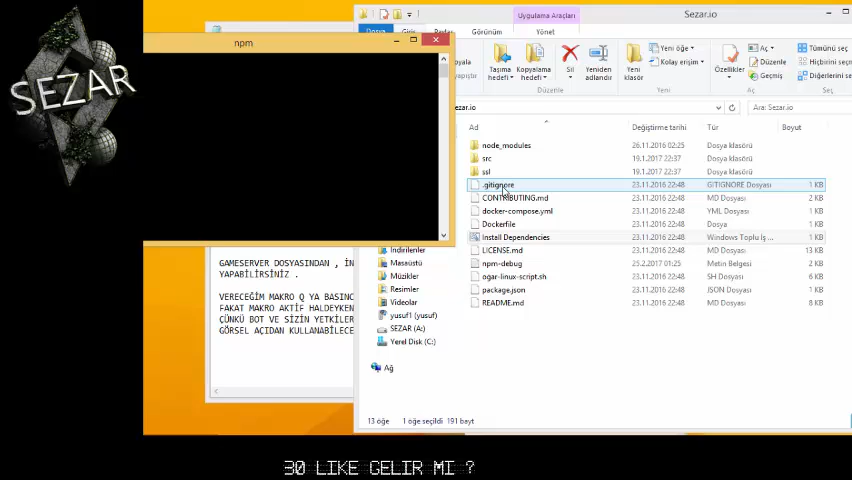 SEZAR
npm
Uygulama Araçları
Sezar.io
Dosya
Giriş
Paylaş
Görünüm
Yönet
Taşıma hedefi
Kopyalama hedefi
Sil
Yeniden adlandır
Yeni klasör
Yeni öğe
Kolay erişim
Özellikler
Aç
Düzenle
Geçmiş
Tümünü seç
Hiçbirini seç
Diğerlerini se
Düzenle
Aç
ezar.io
Ara: Sezar.io
Ad Değiştirme tarihi Tür Boyut
node_modules 26.11.2016 02:25 Dosya klasörü
src 19.1.2017 22:37 Dosya klasörü
ssl 19.1.2017 22:37 Dosya klasörü
.gitignore 23.11.2016 22:48 GITIGNORE Dosyası 1 KB
CONTRIBUTING.md 23.11.2016 22:48 MD Dosyası 2 KB
docker-compose.yml 23.11.2016 22:48 YML Dosyası 1 KB
Dockerfile 23.11.2016 22:48 Dosya 1 KB
Install Dependencies 23.11.2016 22:48 Windows Toplu İş ... 1 KB
LICENSE.md 23.11.2016 22:48 MD Dosyası 13 KB
npm-debug 25.2.2017 01:25 Metin Belgesi 2 KB
ogar-linux-script.sh 23.11.2016 22:48 SH Dosyası 6 KB
package.json 23.11.2016 22:48 JSON Dosyası 1 KB
README.md 23.11.2016 22:48 MD Dosyası 8 KB
İndirilenler
Masaüstü
Müzikler
Resimler
Videolar
yusuf1 (yusuf)
SEZAR (A:)
Yerel Disk (C:)
Ağ
GAMESERVER DOSYASINDAN , İN
YAPABİLİRSİNİZ .
VERECEĞİM MAKRO Q YA BASINC
FAKAT MAKRO AKTİF HALDEYKEN
ÇÜNKÜ BOT VE SİZİN YETKİLER
GÖRSEL AÇIDAN KULLANABİLECE
13 öğe 1 öğe seçildi 191 bayt
30 LIKE GELIR MI ?